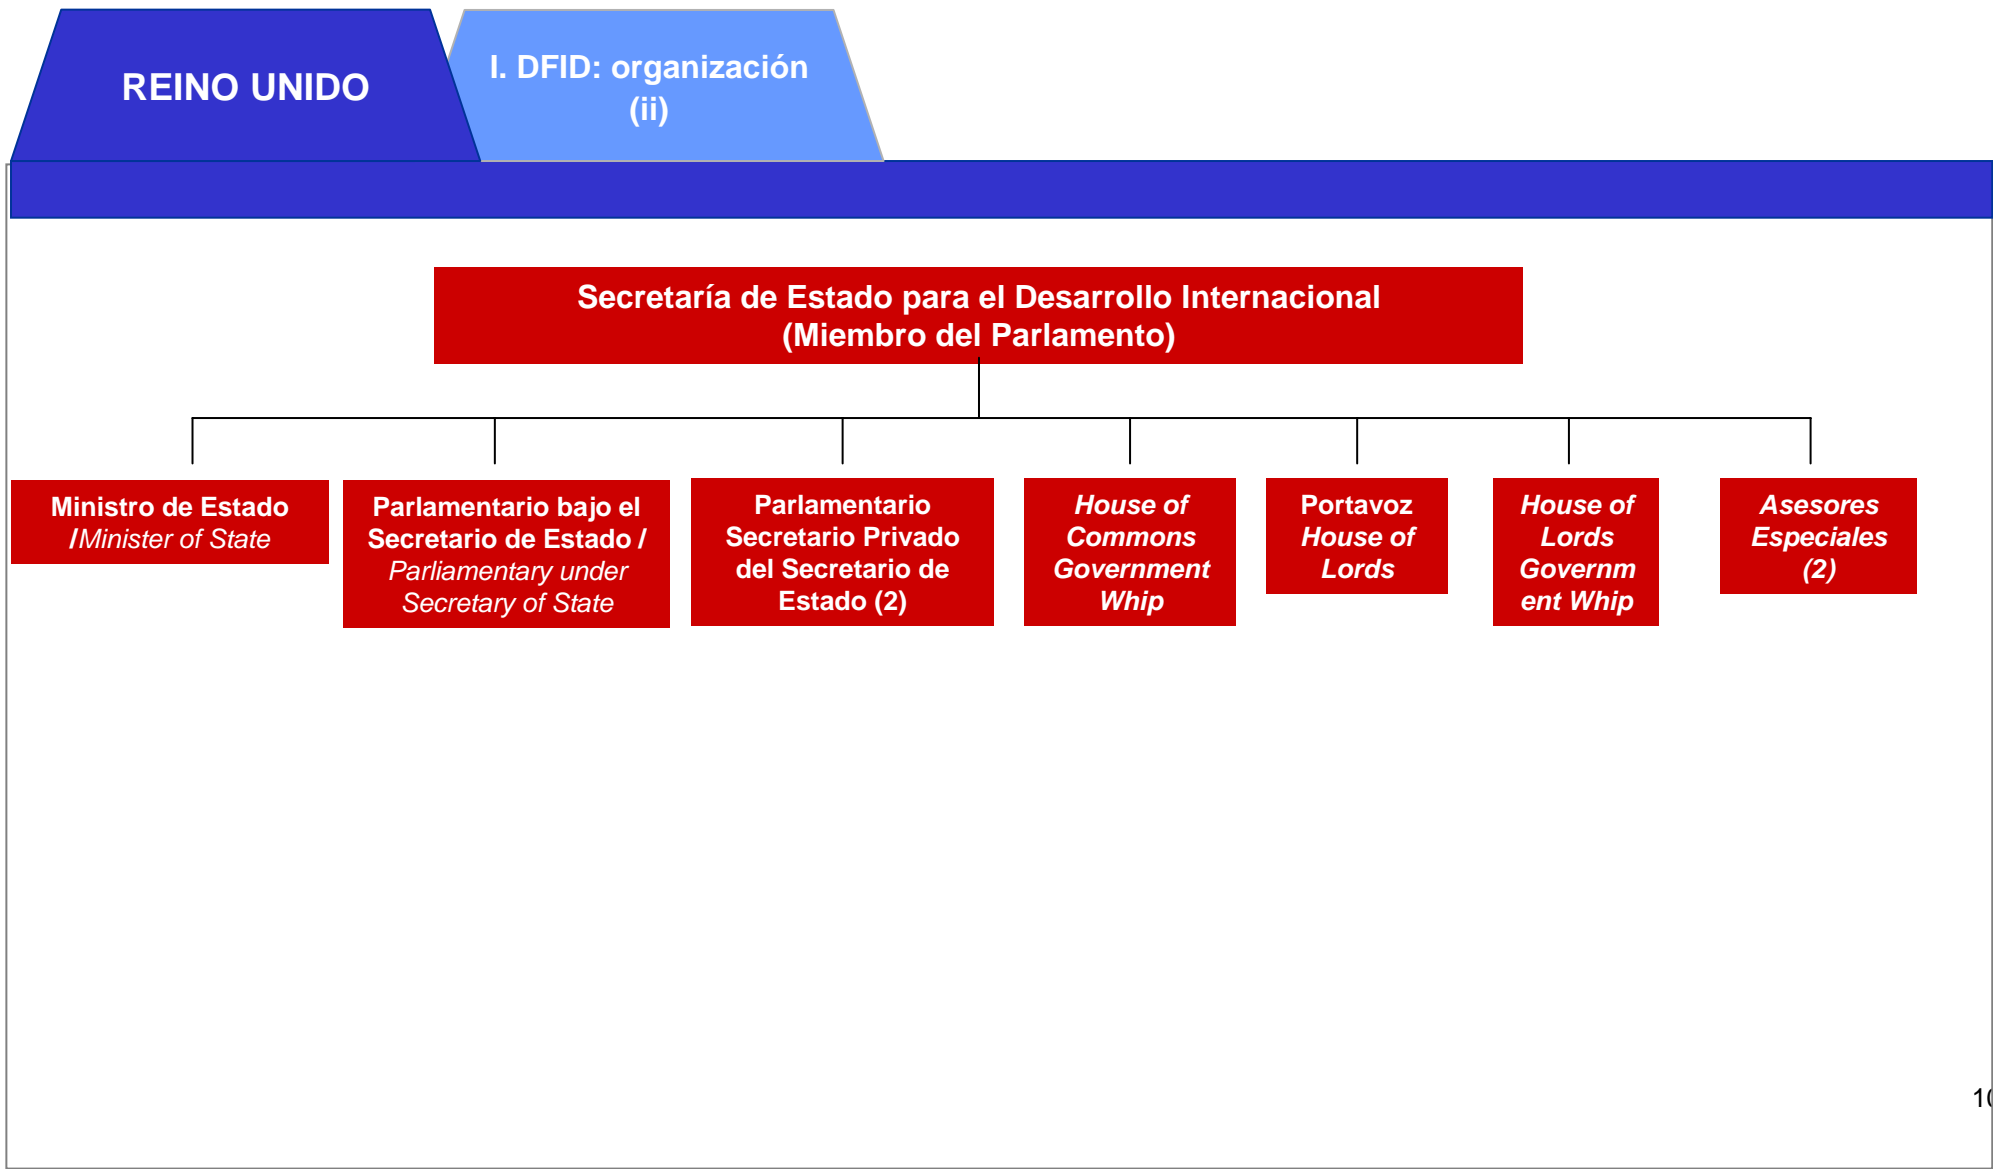 REINO UNIDO
I. DFID: organización
(ii)
Secretaría de Estado para el Desarrollo Internacional
(Miembro del Parlamento)
Ministro de Estado
/Minister of State
Parlamentario bajo el
Secretario de Estado /
Parliamentary under
Secretary of State
Parlamentario
Secretario Privado
del Secretario de
Estado (2)
House of
Commons
Government
Whip
Portavoz
House of
Lords
House of
Lords
Governm
ent Whip
Asesores
Especiales
(2)